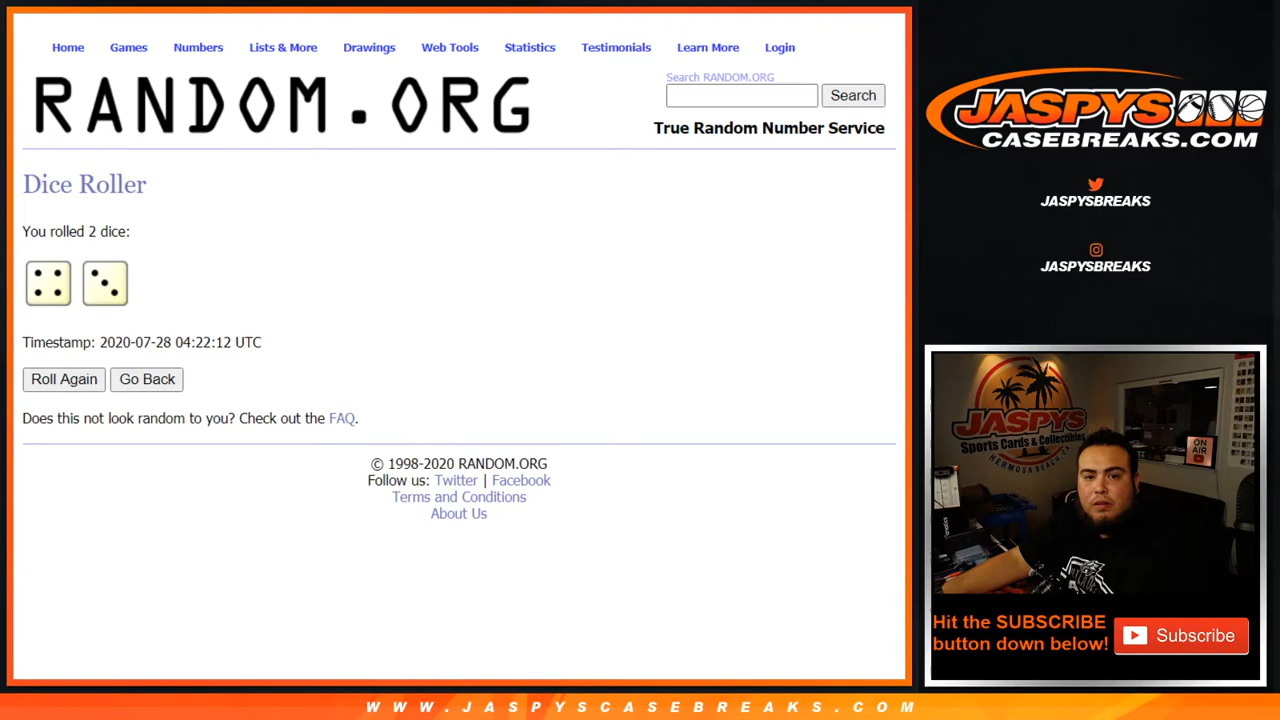 Home Games Numbers Lists & More Drawings Web Tools Statistics Testimonials Learn More Login
RANDOM.ORG
Search RANDOM.ORG
Search
True Random Number Service
Dice Roller
You rolled 2 dice:
Timestamp: 2020-07-28 04:22:12 UTC
Roll Again Go Back
Does this not look random to you? Check out the FAQ.
© 1998-2020 RANDOM.ORG
Follow us: Twitter | Facebook
Terms and Conditions
About Us
JASPYS
CASEBREAKS.COM
JASPYSBREAKS
JASPYSBREAKS
JASPYS
Sports Cards & Collectibles
HERMOSA BEACH, CA
ON
AIR
Fanatics
Hit the SUBSCRIBE
button down below!
Subscribe
WWW.JASPYSCASEBREAKS.COM